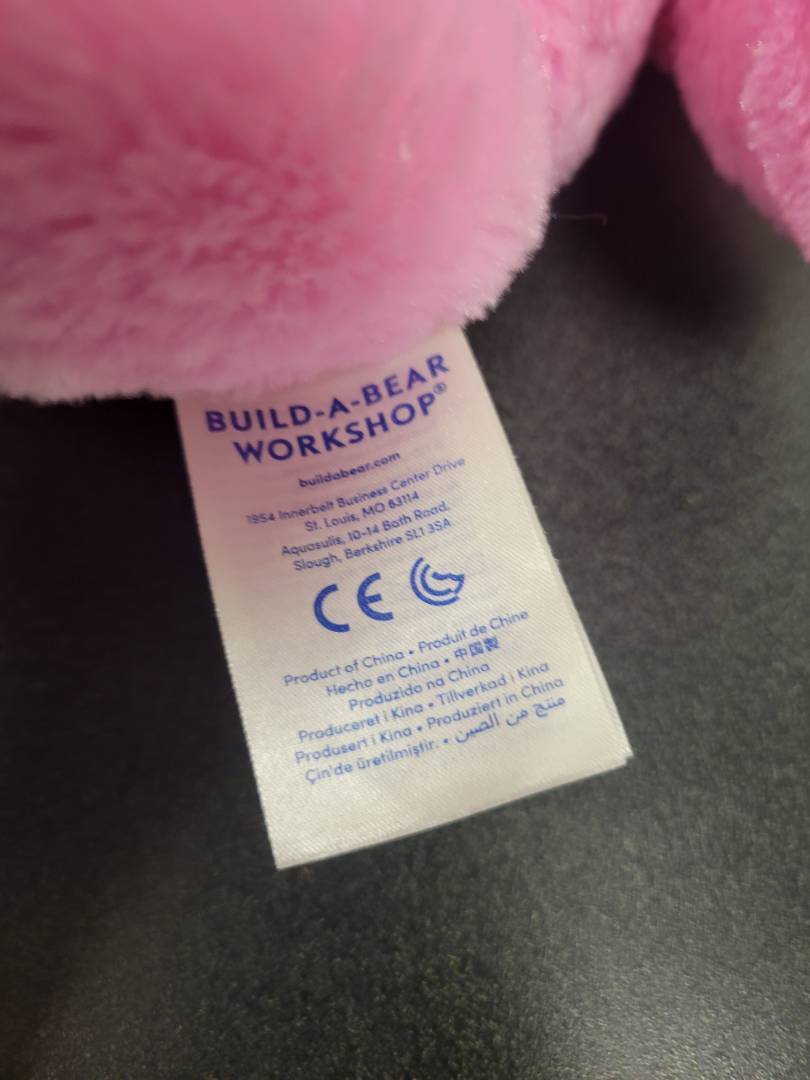 BUILD-A-BEAR
WORKSHOP®
buildabear.com
1954 Innerbelt Business Center Drive
St. Louis, MO 63114
Aquasulis, 10-14 Bath Road,
Slough, Berkshire SL1 3SA
CE
Product of China • Produit de Chine
Hecho en China • 中国製
Produzido na China
Produceret i Kina • Tillverkad i Kina
Produsert i Kina • Produziert in China
Çin'de üretilmiştir. • منتج من الصين